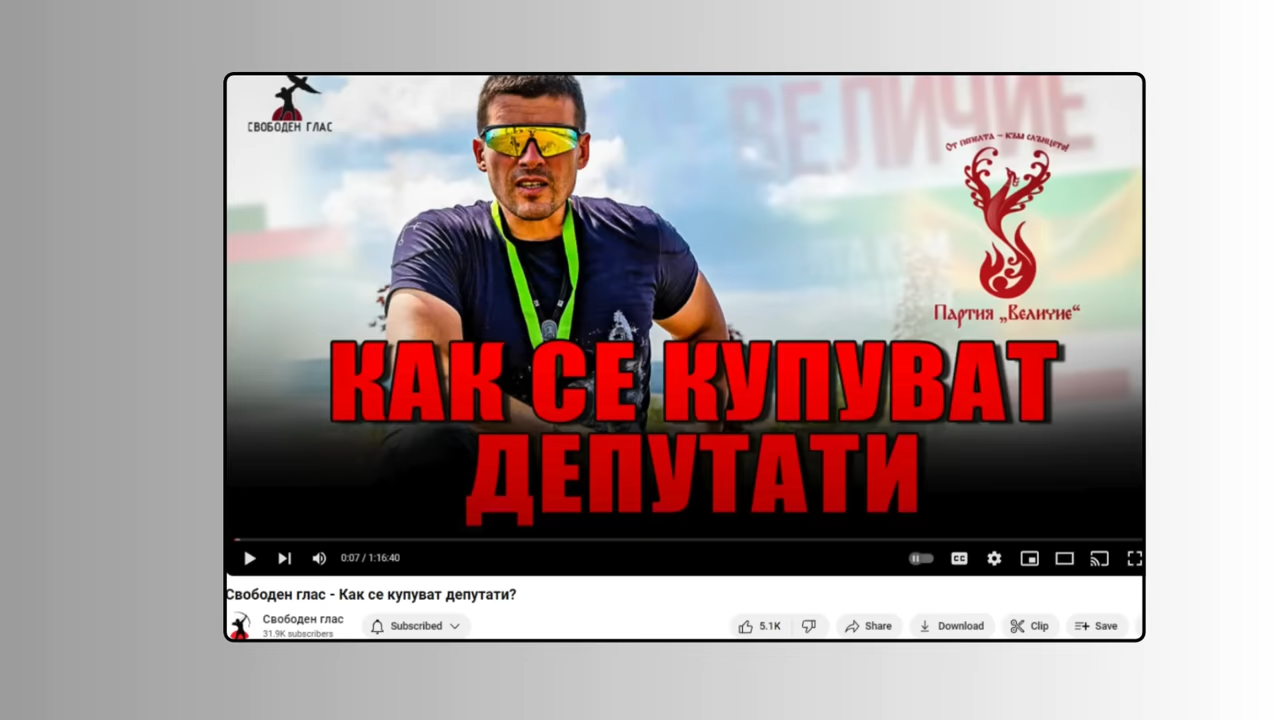 СВОБОДЕН ГЛАС
ВЕЛИЧИЕ
От пепелта – към слънцето!
Партия „Величие“
КАК СЕ КУПУВАТ
ДЕПУТАТИ
0:07 / 1:16:40
CC
Свободен глас - Как се купуват депутати?
Свободен глас
31.9K subscribers
Subscribed
5.1K
Share
Download
Clip
Save